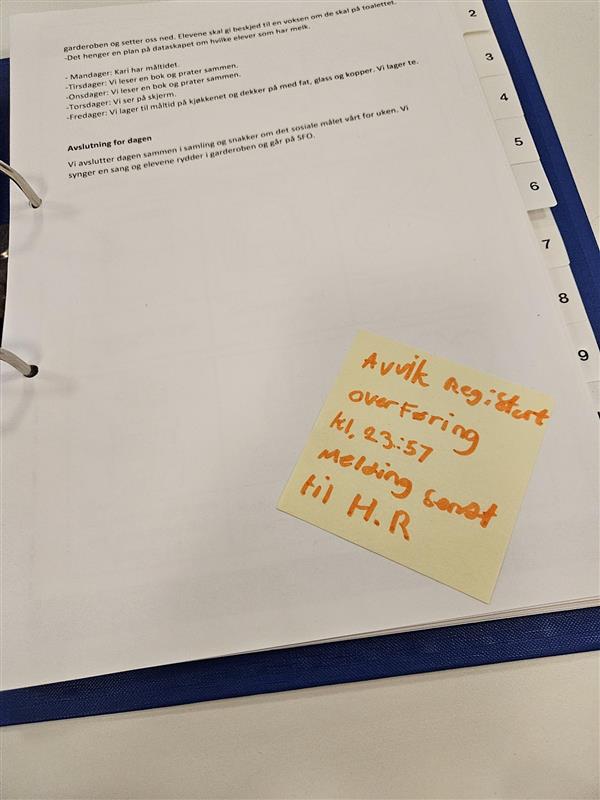 garderoben og setter oss ned. Elevene skal gi beskjed til en voksen om de skal på toalettet.
-Det henger en plan på dataskapet om hvilke elever som har melk.
- Mandager: Kari har måltidet.
-Tirsdager: Vi leser en bok og prater sammen.
-Onsdager: Vi leser en bok og prater sammen.
-Torsdager: Vi ser på skjerm.
-Fredager: Vi lager til måltid på kjøkkenet og dekker på med fat, glass og kopper. Vi lager te.
Avslutning for dagen
Vi avslutter dagen sammen i samling og snakker om det sosiale målet vårt for uken. Vi
synger en sang og elevene rydder i garderoben og går på SFO.
2
3
4
5
6
7
8
9
Avvik Registert
overføring
kl. 23:57
Melding Sendt
til H.R